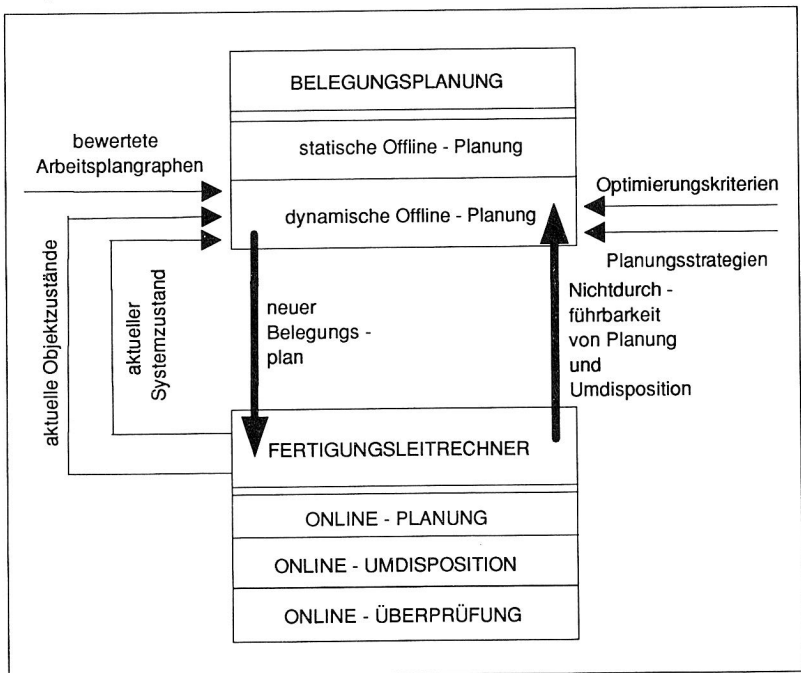 BELEGUNGSPLANUNG
statische Offline - Planung
dynamische Offline - Planung
bewertete
Arbeitsplangraphen
Optimierungskriterien
Planungsstrategien
aktuelle Objektzustände
aktueller
Systemzustand
neuer
Belegungs -
plan
Nichtdurch -
führbarkeit
von Planung
und
Umdisposition
FERTIGUNGSLEITRECHNER
ONLINE - PLANUNG
ONLINE - UMDISPOSITION
ONLINE - ÜBERPRÜFUNG